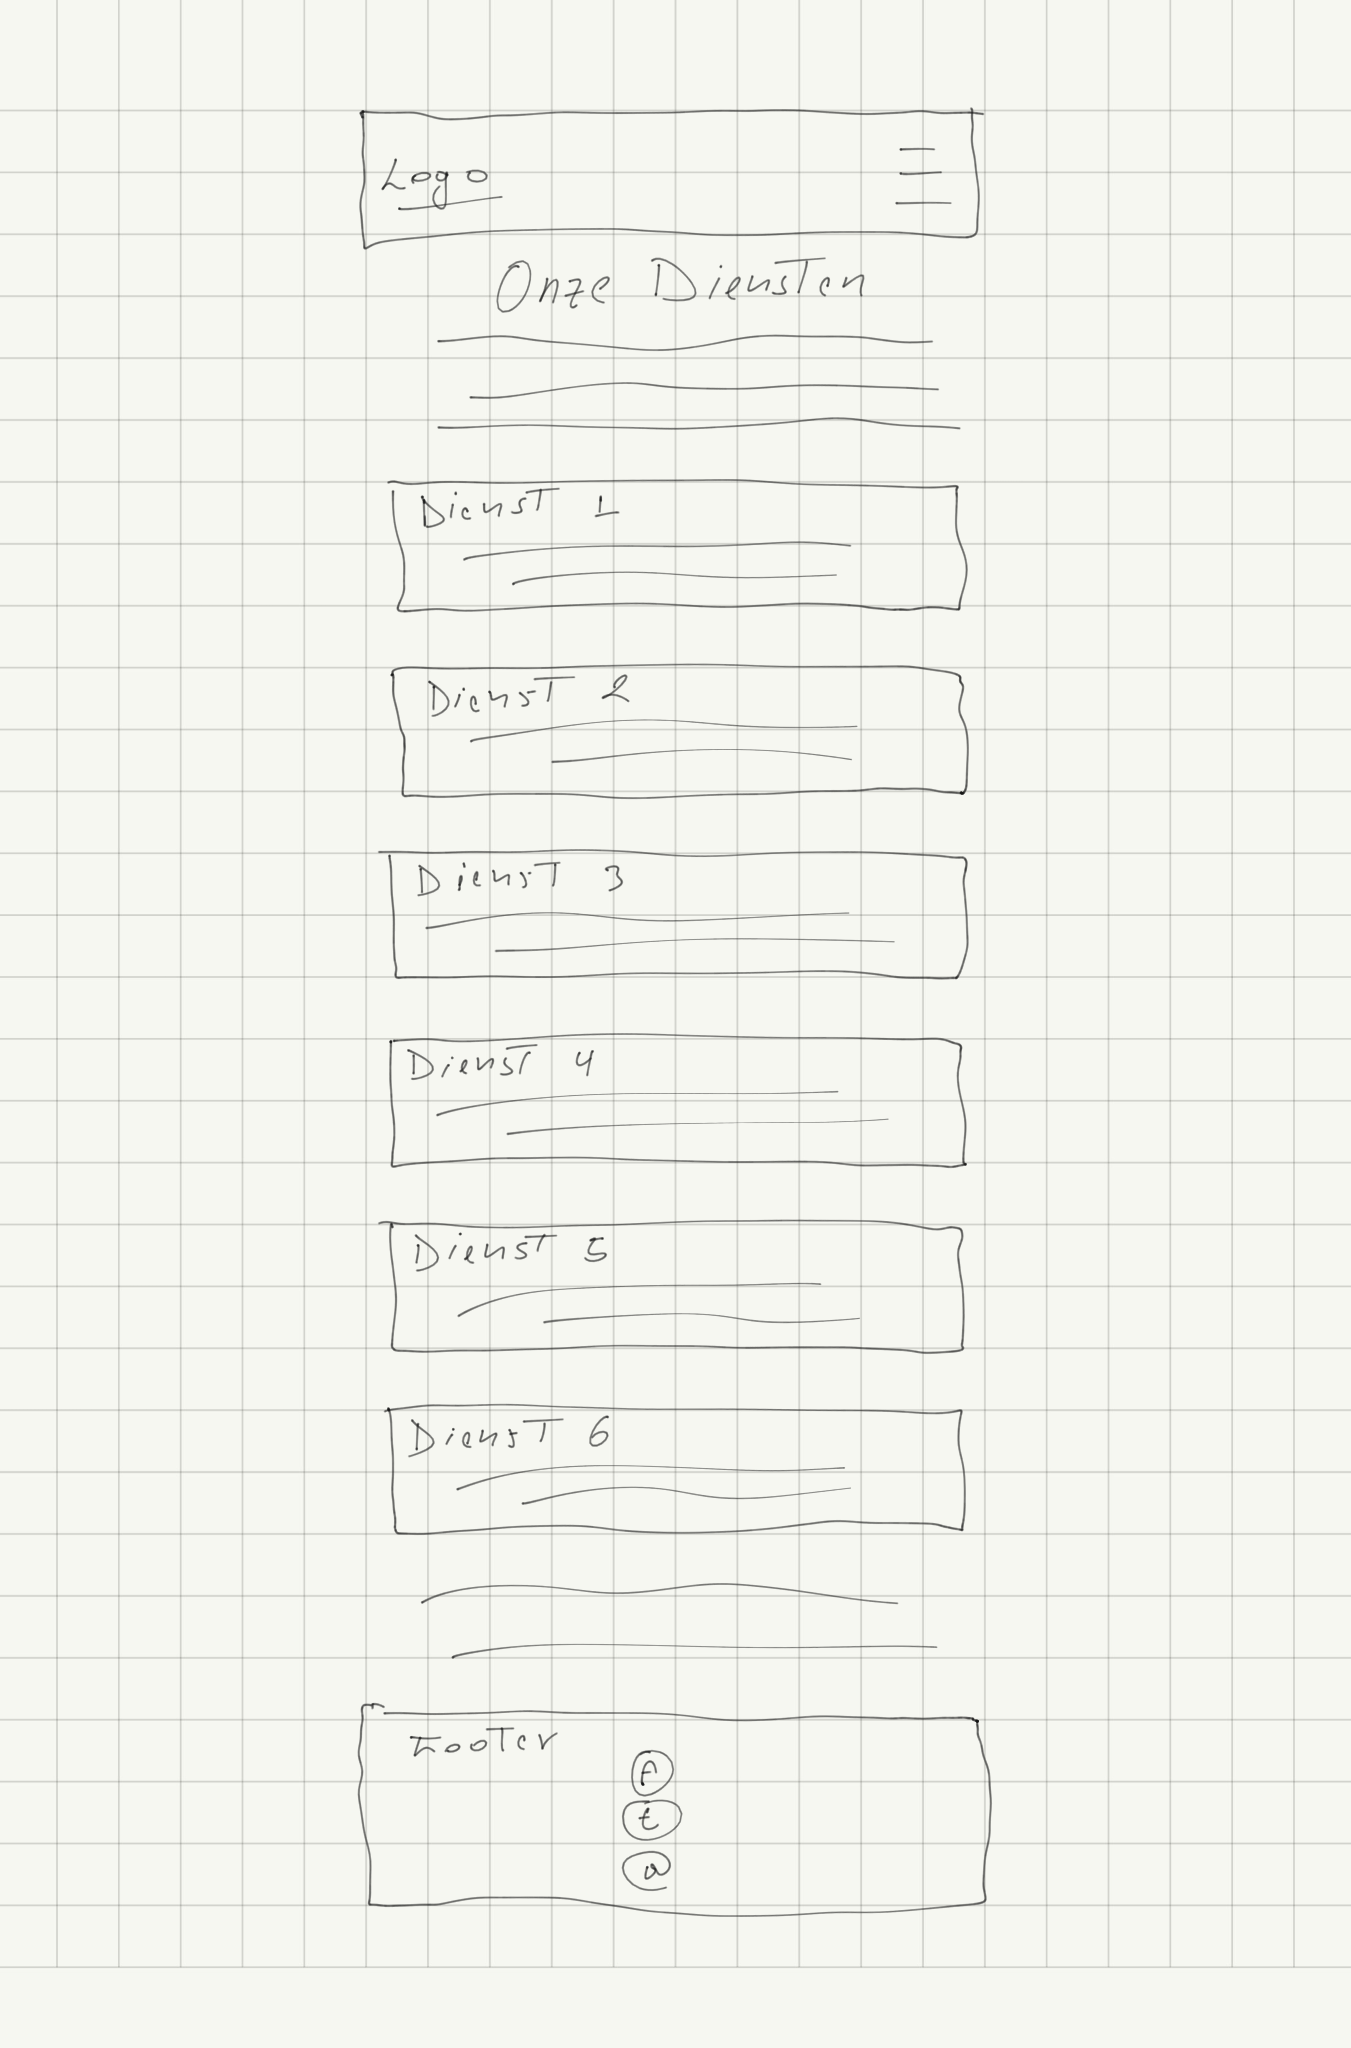 Logo
Onze Diensten
Dienst 1
Dienst 2
Dienst 3
Dienst 4
Dienst 5
Dienst 6
Footer
f
t
@